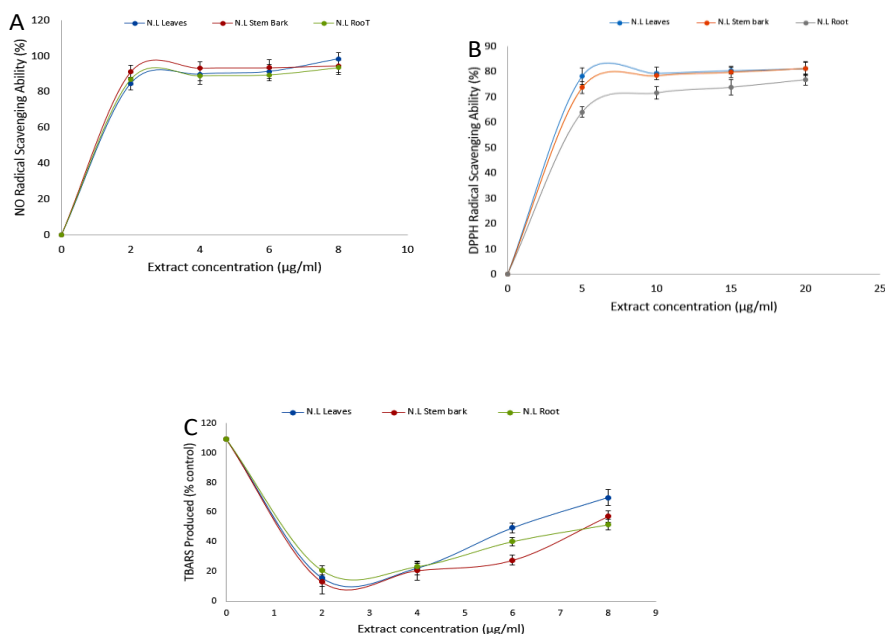 A
N.L Leaves N.L Stem Bark N.L RooT
NO Radical Scavenging Ability (%)
120
100
80
60
40
20
0
0 2 4 6 8 10
Extract concentration (µg/ml)
B
N.L Leaves N.L Stem bark N.L Root
DPPH Radical Scavenging Ability (%)
90
80
70
60
50
40
30
20
10
0
0 5 10 15 20 25
Extract concentration (µg/ml)
C
N.L Leaves N.L Stem bark N.L Root
TBARS Produced (% control)
120
100
80
60
40
20
0
0 1 2 3 4 5 6 7 8 9
Extract concentration (µg/ml)